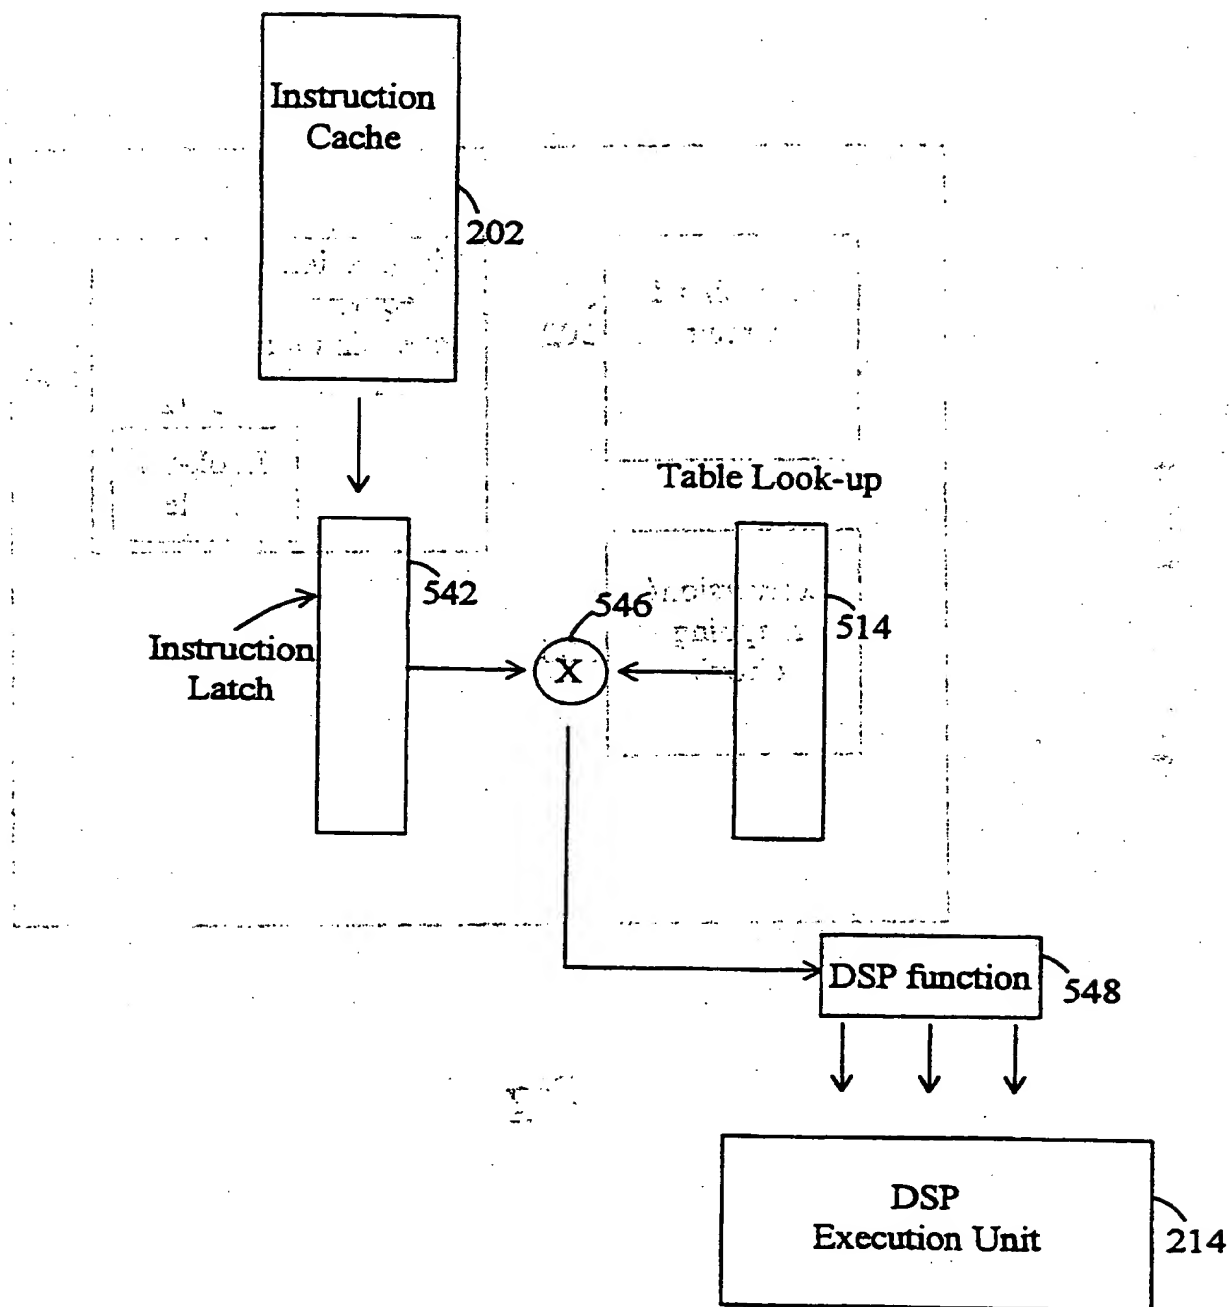 Instruction
Cache
202
Table Look-up
542
546
514
Instruction
Latch
X
DSP function
548
DSP
Execution Unit
214